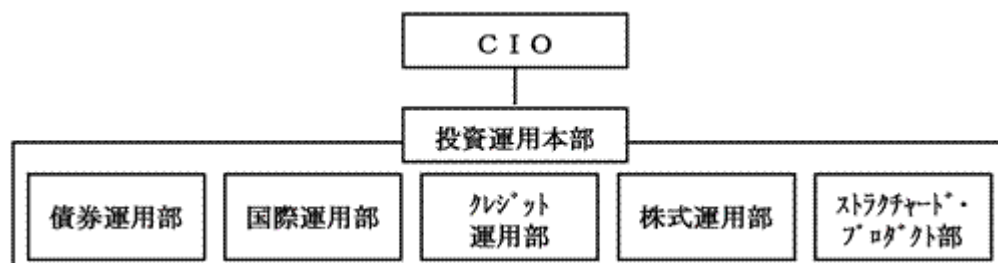 ＣＩＯ
投資運用本部
債券運用部
国際運用部
ｸﾚｼﾞｯﾄ
運用部
株式運用部
ｽﾄﾗｸﾁｬｰﾄﾞ・
ﾌﾟﾛﾀﾞｸﾄ部